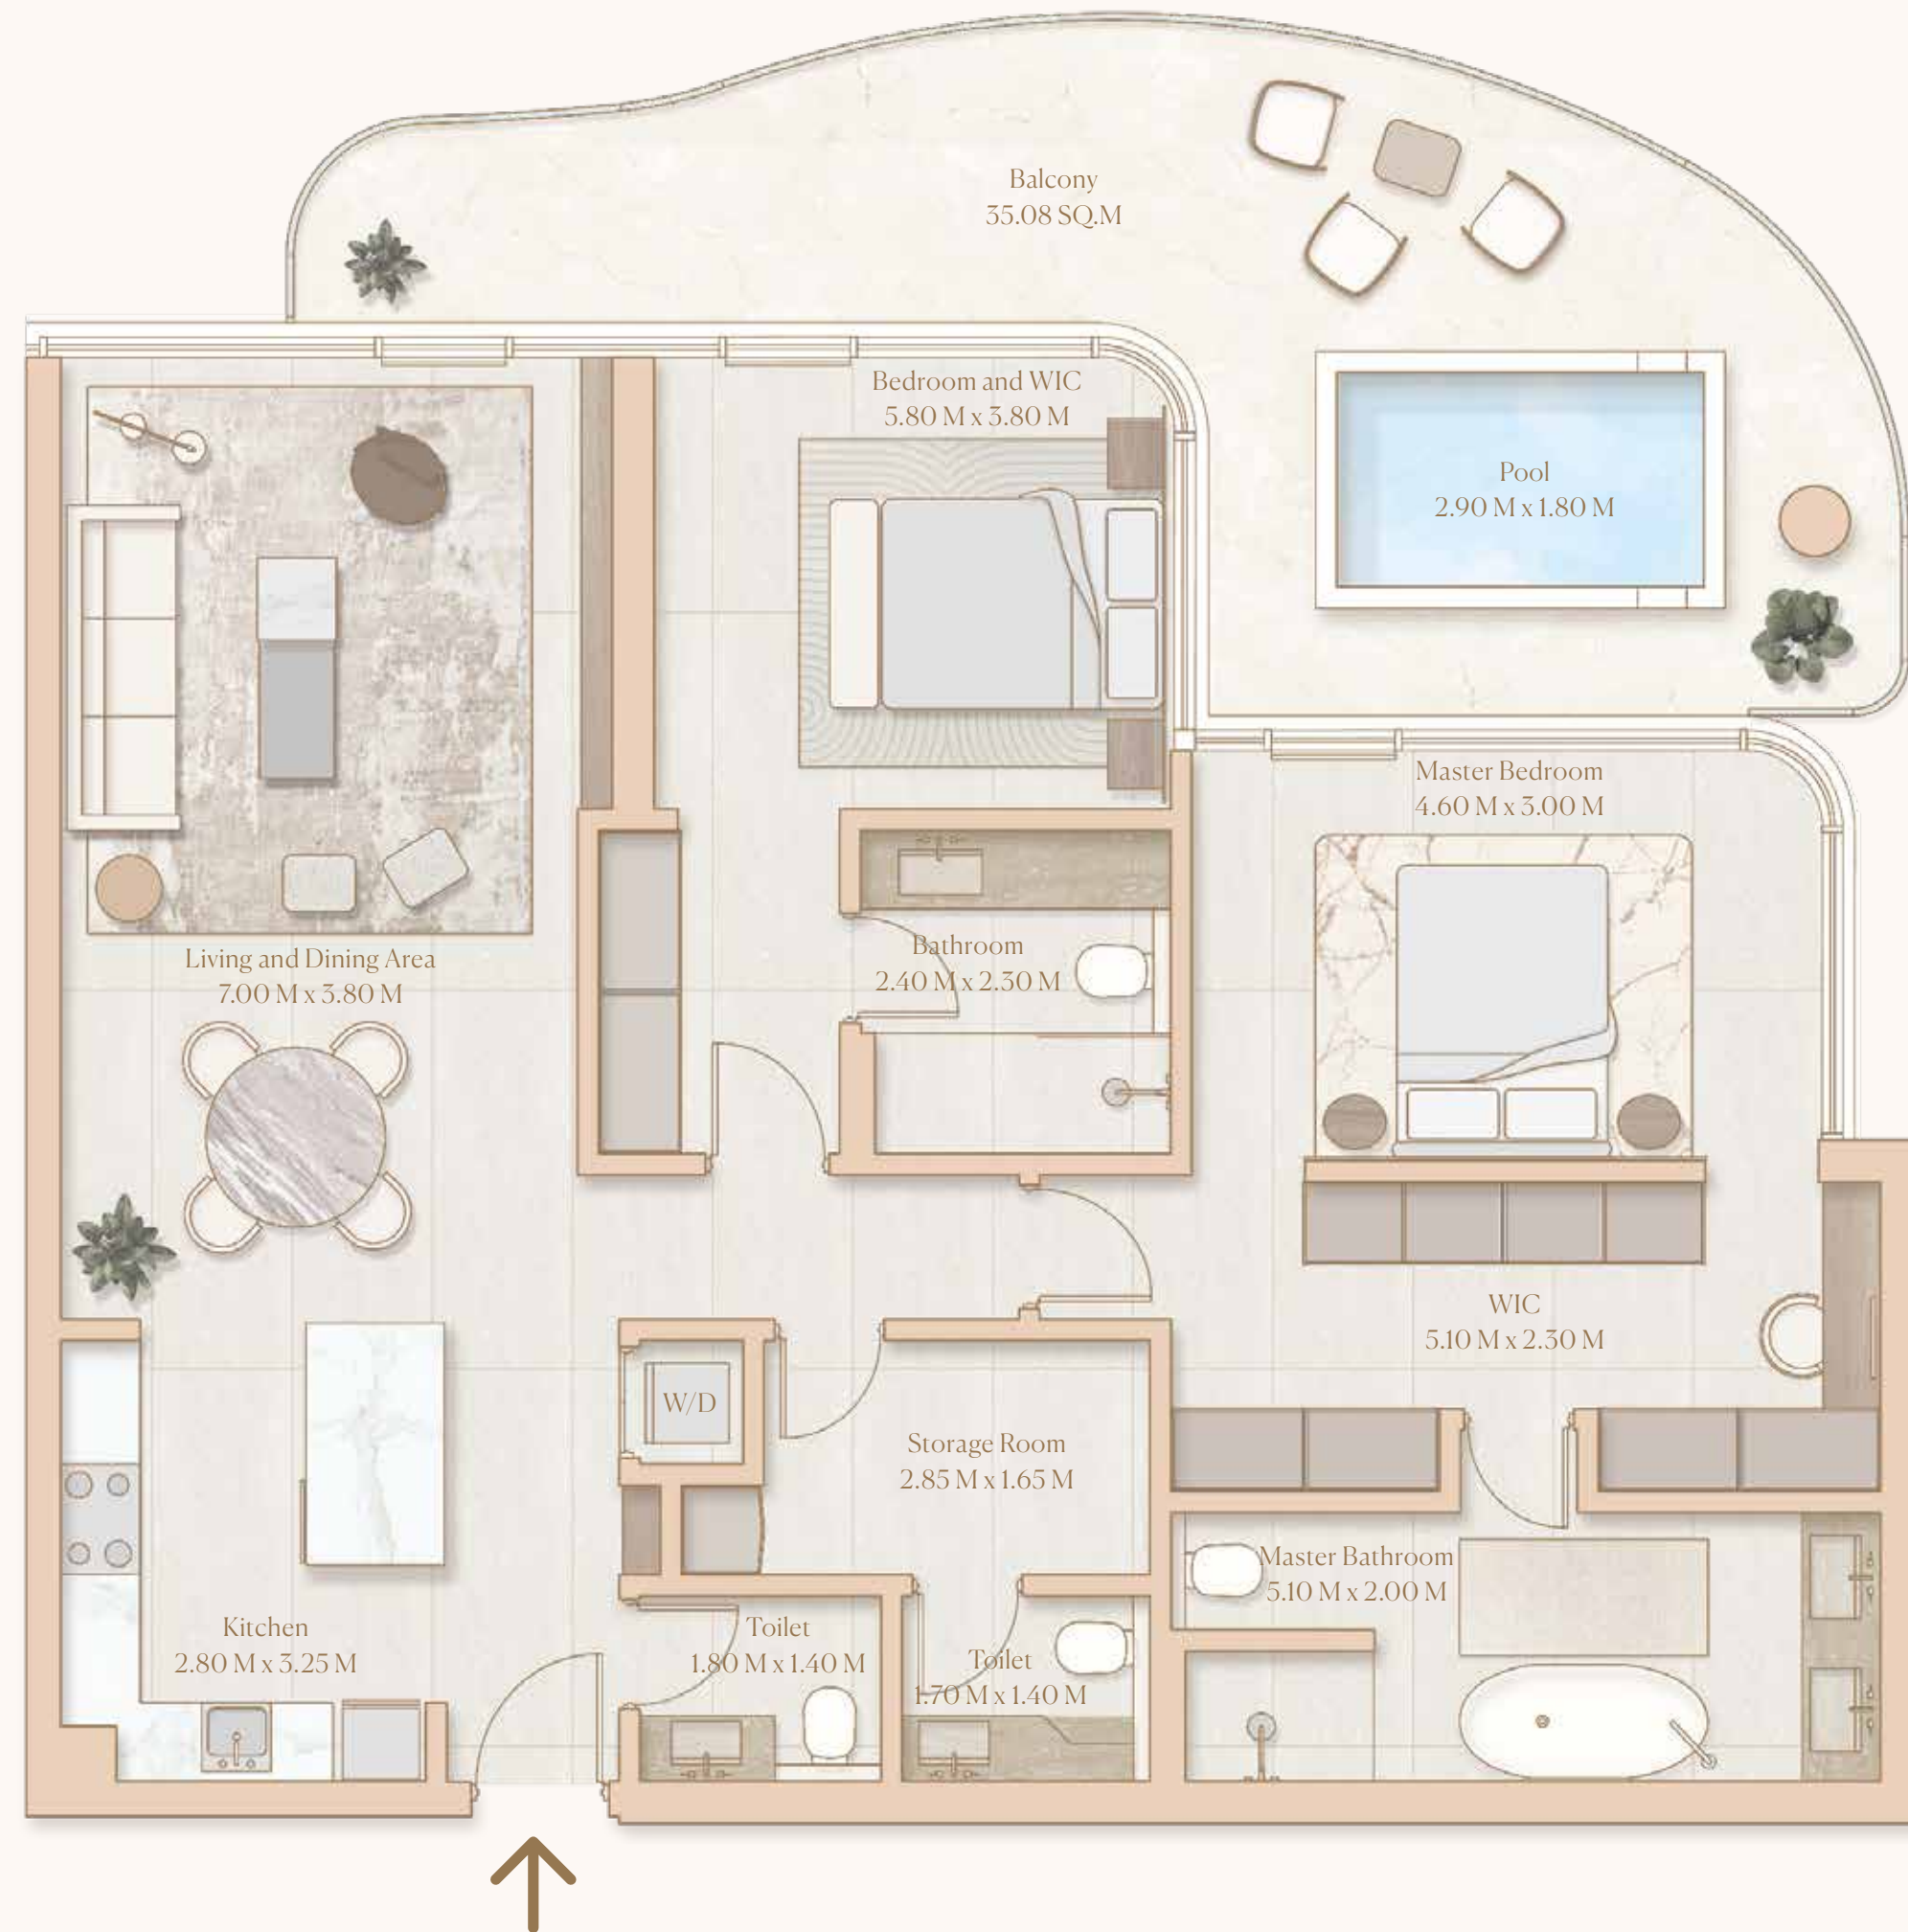 Balcony
35.08 SQ.M
Bedroom and WIC
5.80 M x 3.80 M
Pool
2.90 M x 1.80 M
Master Bedroom
4.60 M x 3.00 M
Living and Dining Area
7.00 M x 3.80 M
Bathroom
2.40 M x 2.30 M
WIC
5.10 M x 2.30 M
W/D
Storage Room
2.85 M x 1.65 M
Master Bathroom
5.10 M x 2.00 M
Kitchen
2.80 M x 3.25 M
Toilet
1.80 M x 1.40 M
Toilet
1.70 M x 1.40 M